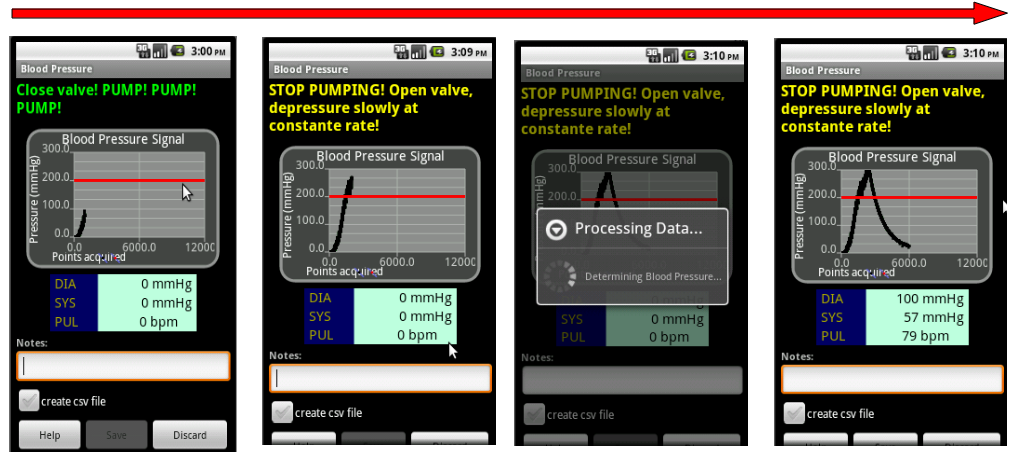 3G
3:00 PM
Blood Pressure
Close valve! PUMP! PUMP!
PUMP!
Blood Pressure Signal
Pressure (mmHg)
300.0
200.0
100.0
0.0
0.0 6000.0 12000
Points acquired
DIA 0 mmHg
SYS 0 mmHg
PUL 0 bpm
Notes:
create csv file
Help Save Discard
3G
3:09 PM
Blood Pressure
STOP PUMPING! Open valve,
depressure slowly at
constante rate!
Blood Pressure Signal
Pressure (mmHg)
300.0
200.0
100.0
0.0
0.0 6000.0 12000
Points acquired
DIA 0 mmHg
SYS 0 mmHg
PUL 0 bpm
Notes:
create csv file
3G
3:10 PM
Blood Pressure
STOP PUMPING! Open valve,
depressure slowly at
constante rate!
Blood Pressure Signal
300.0
200.0
Processing Data...
Determining Blood Pressure...
SYS 0 mmHg
PUL 0 bpm
Notes:
create csv file
3G
3:10 PM
Blood Pressure
STOP PUMPING! Open valve,
depressure slowly at
constante rate!
Blood Pressure Signal
Pressure (mmHg)
300.0
200.0
100.0
0.0
0.0 6000.0 12000
Points acquired
DIA 100 mmHg
SYS 57 mmHg
PUL 79 bpm
Notes:
create csv file